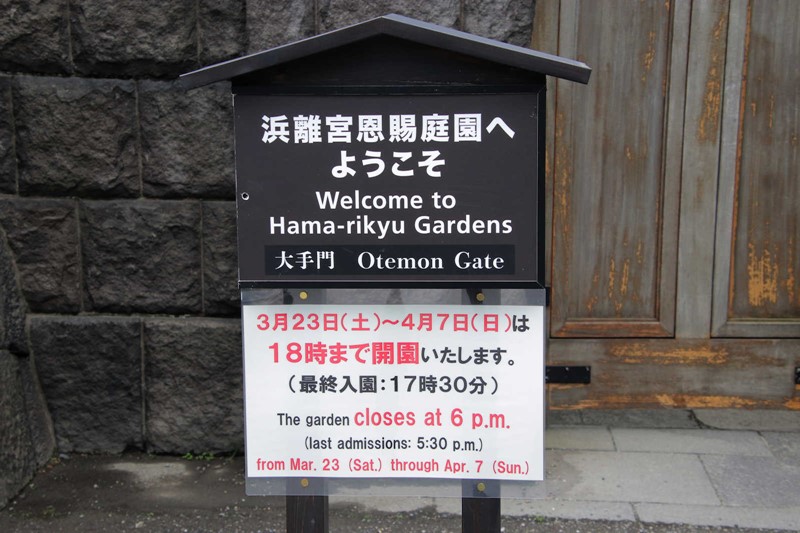 浜離宮恩賜庭園へ
ようこそ
Welcome to
Hama-rikyu Gardens
大手門 Otemon Gate
3月23日(土)~4月7日(日)は
18時まで開園いたします。
(最終入園:17時30分)
The garden closes at 6 p.m.
(last admissions: 5:30 p.m.)
from Mar. 23 (Sat.) through Apr. 7 (Sun.)